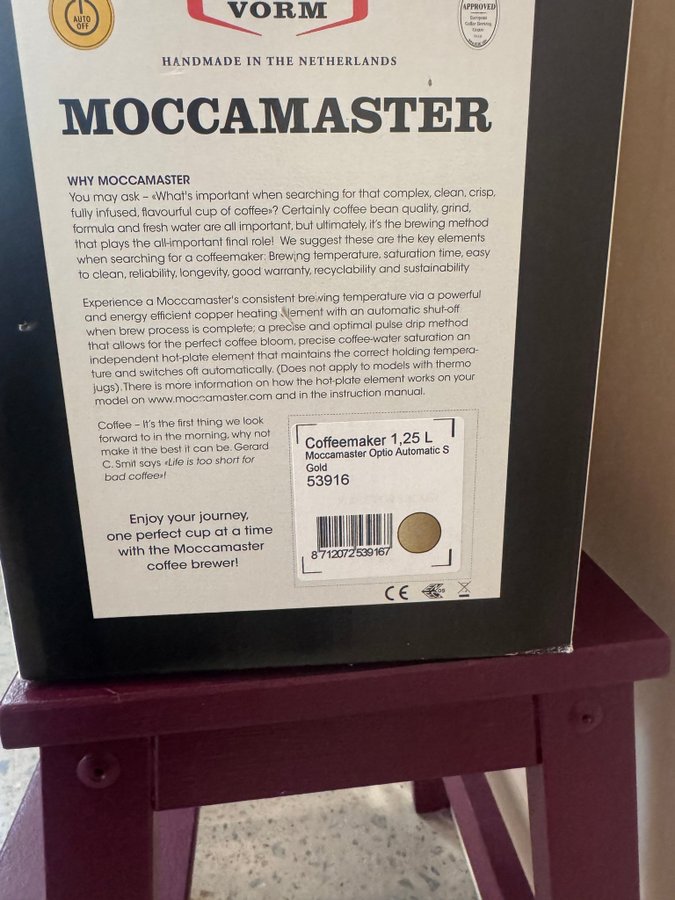 AUTO
OFF
VORM
APPROVED
European
Coffee Brewing
Centre
HANDMADE IN THE NETHERLANDS
MOCCAMASTER
WHY MOCCAMASTER
You may ask – «What's important when searching for that complex, clean, crisp,
fully infused, flavourful cup of coffee»? Certainly coffee bean quality, grind,
formula and fresh water are all important, but ultimately, it's the brewing method
that plays the all-important final role! We suggest these are the key elements
when searching for a coffeemaker: Brewing temperature, saturation time, easy
to clean, reliability, longevity, good warranty, recyclability and sustainability
Experience a Moccamaster's consistent brewing temperature via a powerful
and energy efficient copper heating element with an automatic shut-off
when brew process is complete; a precise and optimal pulse drip method
that allows for the perfect coffee bloom, precise coffee-water saturation an
independent hot-plate element that maintains the correct holding tempera-
ture and switches off automatically. (Does not apply to models with thermo
jugs). There is more information on how the hot-plate element works on your
model on www.moccamaster.com and in the instruction manual.
Coffee – It's the first thing we look
forward to in the morning, why not
make it the best it can be. Gerard
C. Smit says «Life is too short for
bad coffee»!
Enjoy your journey,
one perfect cup at a time
with the Moccamaster
coffee brewer!
Coffeemaker 1,25 L
Moccamaster Optio Automatic S
Gold
53916
8 712072 539167
CE